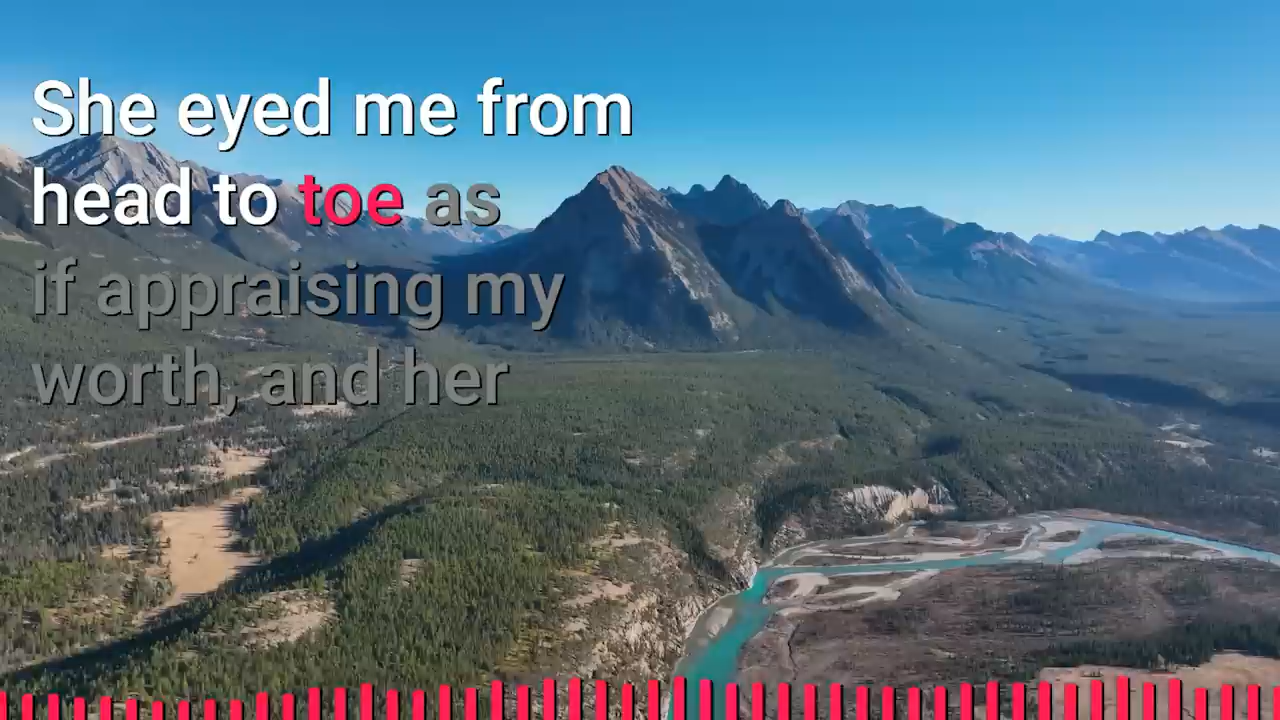 She eyed me from
head to toe as
if appraising my
worth, and her